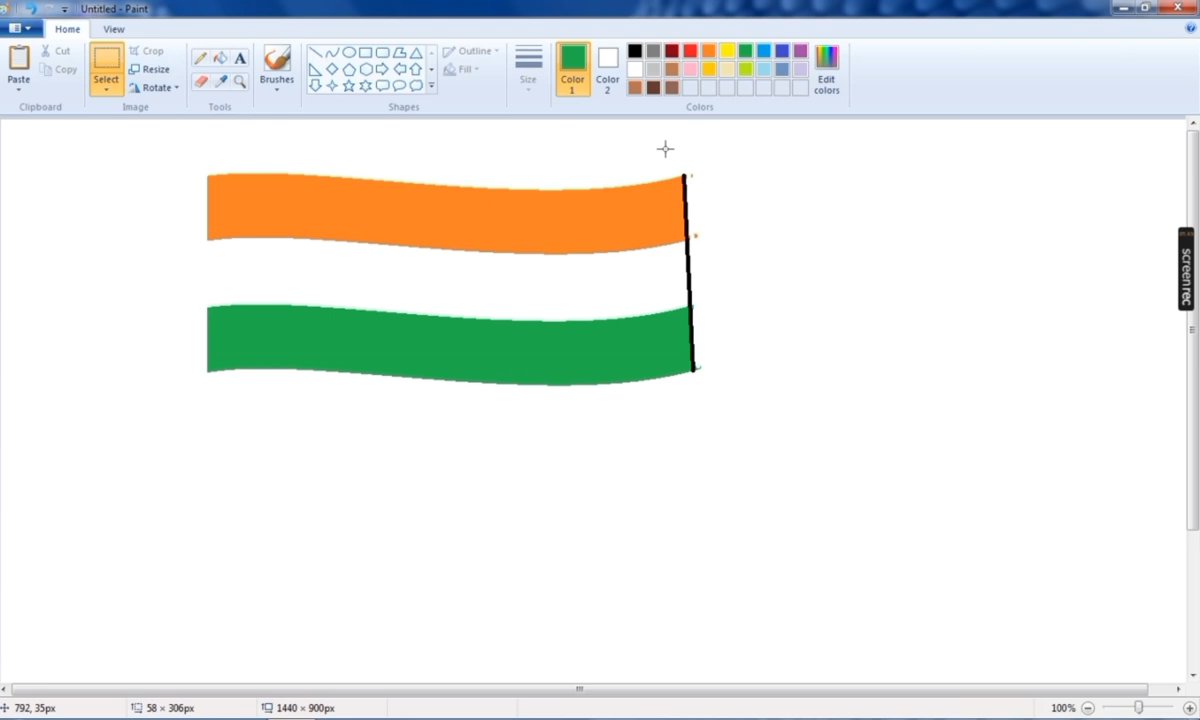 Untitled - Paint
Home View
Paste
Cut
Copy
Clipboard
Select
Crop
Resize
Rotate
Image
A
Tools
Brushes
Outline
Fill
Shapes
Size
Color 1
Color 2
Edit colors
Colors
screenrec
792, 35px
58 × 306px
1440 × 900px
100%